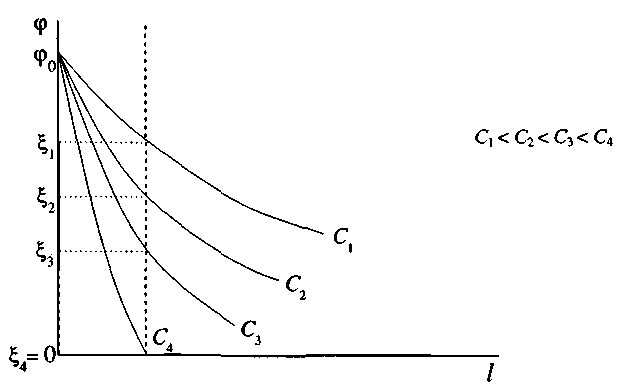 φ
φ₀
ξ₁
C₁ < C₂ < C₃ < C₄
ξ₂
C₁
ξ₃
C₂
C₃
C₄
ξ₄= 0
l